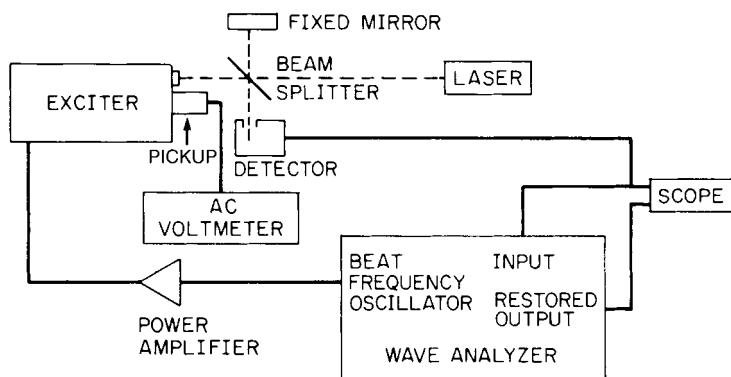 FIXED MIRROR
BEAM
SPLITTER
LASER
EXCITER
PICKUP
DETECTOR
AC
VOLTMETER
SCOPE
BEAT
FREQUENCY
OSCILLATOR
INPUT
RESTORED
OUTPUT
WAVE ANALYZER
POWER
AMPLIFIER